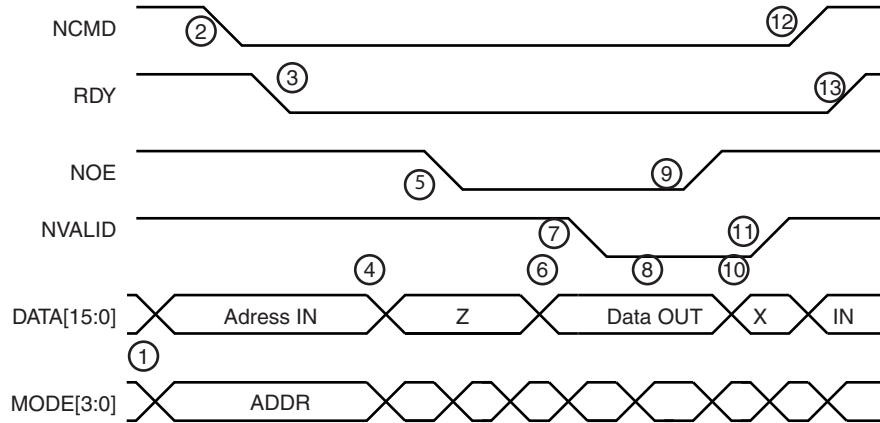 NCMD
2
12
RDY
3
13
NOE
5
9
NVALID
7
11
4
6
8
10
DATA[15:0]
Adress IN
Z
Data OUT
X
IN
1
MODE[3:0]
ADDR